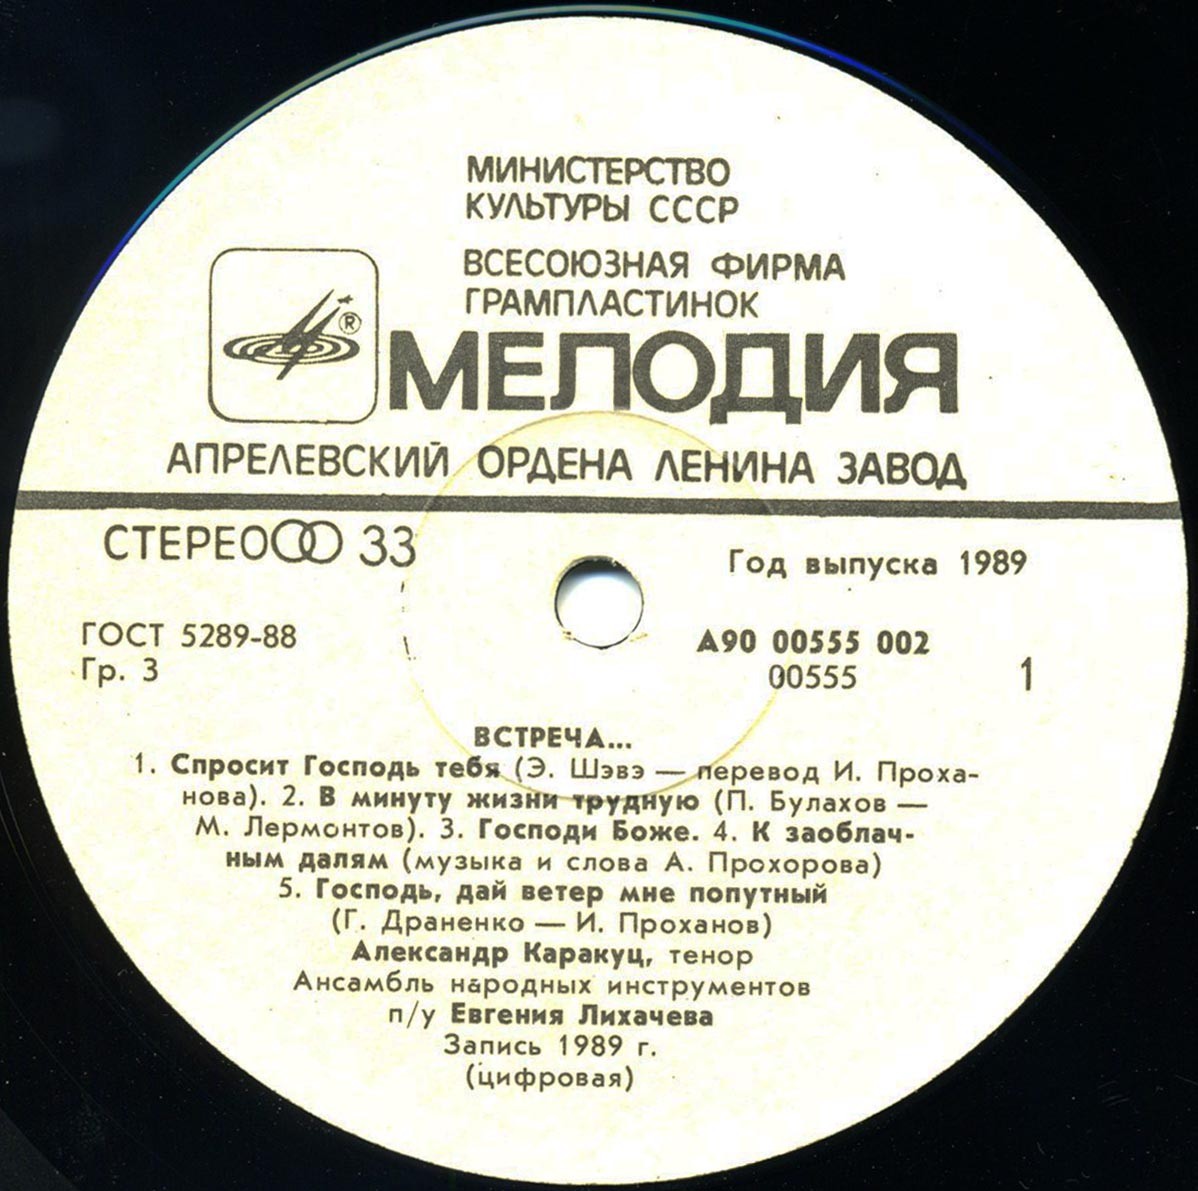 МИНИСТЕРСТВО
КУЛЬТУРЫ СССР
ВСЕСОЮЗНАЯ ФИРМА
ГРАМПЛАСТИНОК
®
МЕЛОДИЯ
АПРЕЛЕВСКИЙ ОРДЕНА ЛЕНИНА ЗАВОД
СТЕРЕО 33
Год выпуска 1989
ГОСТ 5289-88
Гр. 3
А90 00555 002
00555
1
ВСТРЕЧА...
1. Спросит Господь тебя (Э. Шэвэ — перевод И. Проха-
нова). 2. В минуту жизни трудную (П. Булахов —
М. Лермонтов). 3. Господи Боже. 4. К заоблач-
ным далям (музыка и слова А. Прохорова)
5. Господь, дай ветер мне попутный
(Г. Драненко — И. Проханов)
Александр Каракуц, тенор
Ансамбль народных инструментов
п/у Евгения Лихачева
Запись 1989 г.
(цифровая)